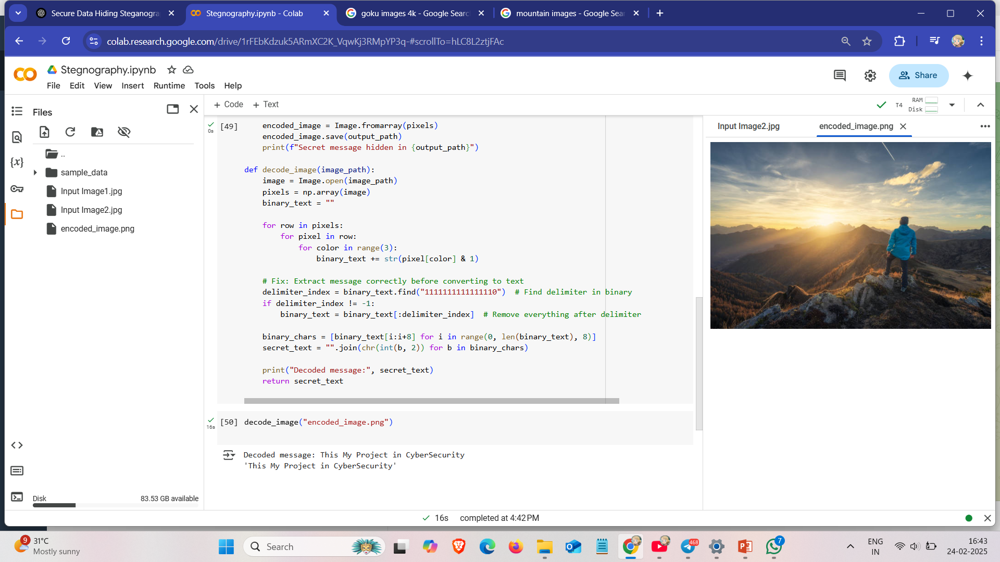 Secure Data Hiding Steganogra
Stegnography.ipynb - Colab
goku images 4k - Google Search
mountain images - Google Sea
colab.research.google.com/drive/1rFEbKdzuk5ARmXC2K_VqwKj3RMpYP3q-#scrollTo=hLC8L2ztjFAc
Stegnography.ipynb
File Edit View Insert Runtime Tools Help
Share
Files
+ Code + Text
T4
RAM
Disk
..
sample_data
Input Image1.jpg
Input Image2.jpg
encoded_image.png
Disk
83.53 GB available
0s
[49]
encoded_image = Image.fromarray(pixels)
encoded_image.save(output_path)
print(f"Secret message hidden in {output_path}")
def decode_image(image_path):
image = Image.open(image_path)
pixels = np.array(image)
binary_text = ""
for row in pixels:
for pixel in row:
for color in range(3):
binary_text += str(pixel[color] & 1)
# Fix: Extract message correctly before converting to text
delimiter_index = binary_text.find("1111111111111110")  # Find delimiter in binary
if delimiter_index != -1:
binary_text = binary_text[:delimiter_index]  # Remove everything after delimiter
binary_chars = [binary_text[i:i+8] for i in range(0, len(binary_text), 8)]
secret_text = "".join(chr(int(b, 2)) for b in binary_chars)
print("Decoded message:", secret_text)
return secret_text
16s
[50]
decode_image("encoded_image.png")
Decoded message: This My Project in CyberSecurity
'This My Project in CyberSecurity'
Input Image2.jpg
encoded_image.png
16s completed at 4:42 PM
9
31°C
Mostly sunny
Search
468
7
ENG
IN
16:43
24-02-2025